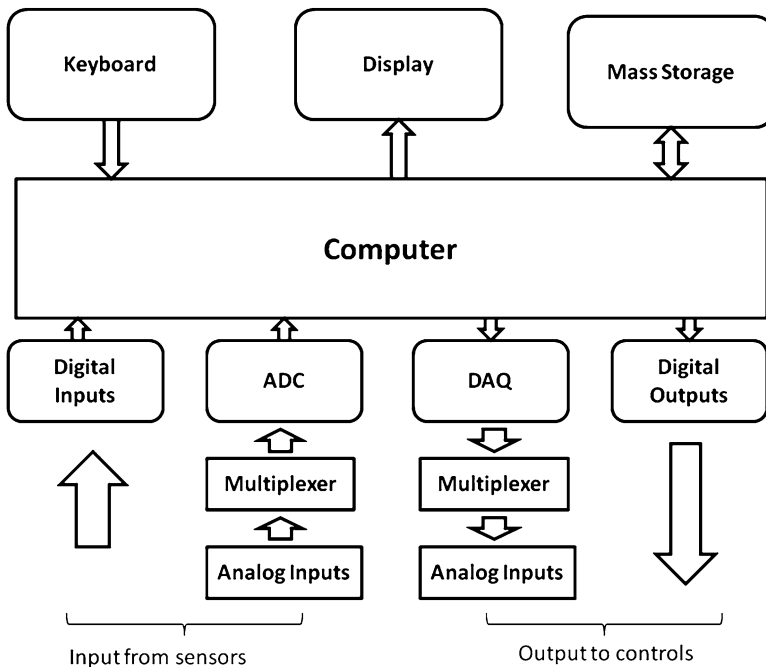 Keyboard
Display
Mass Storage
Computer
Digital
Inputs
ADC
DAQ
Digital
Outputs
Multiplexer
Multiplexer
Analog Inputs
Analog Inputs
Input from sensors
Output to controls